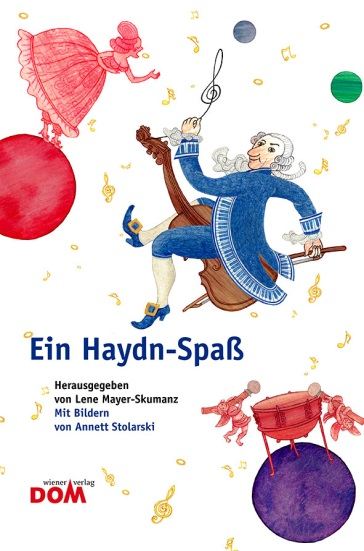 Ein Haydn-Spaß
Herausgegeben
von Lene Mayer-Skumanz
Mit Bildern
von Annett Stolarski
wiener verlag
DOM